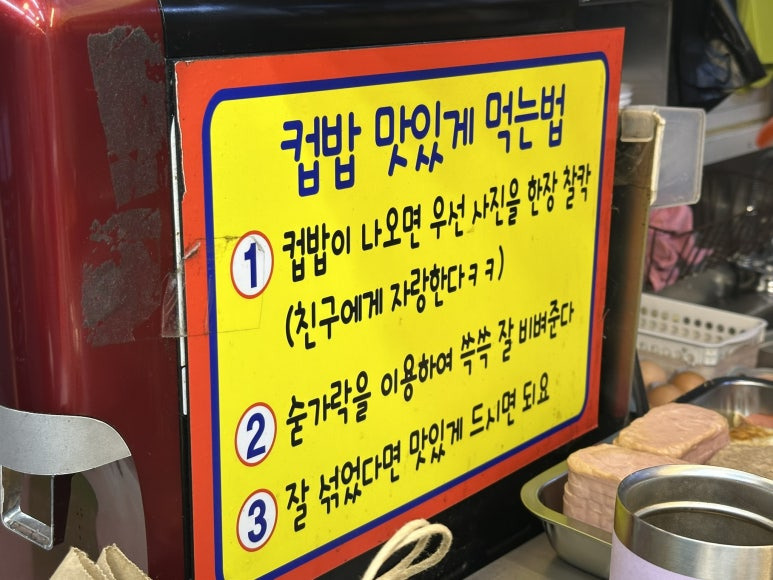 컵밥 맛있게 먹는법
1 컵밥이 나오면 우선 사진을 한장 찰칵
(친구에게 자랑한다ㅋㅋ)
2 숟가락을 이용하여 쓱쓱 잘 비벼준다
3 잘 섞었다면 맛있게 드시면 되요